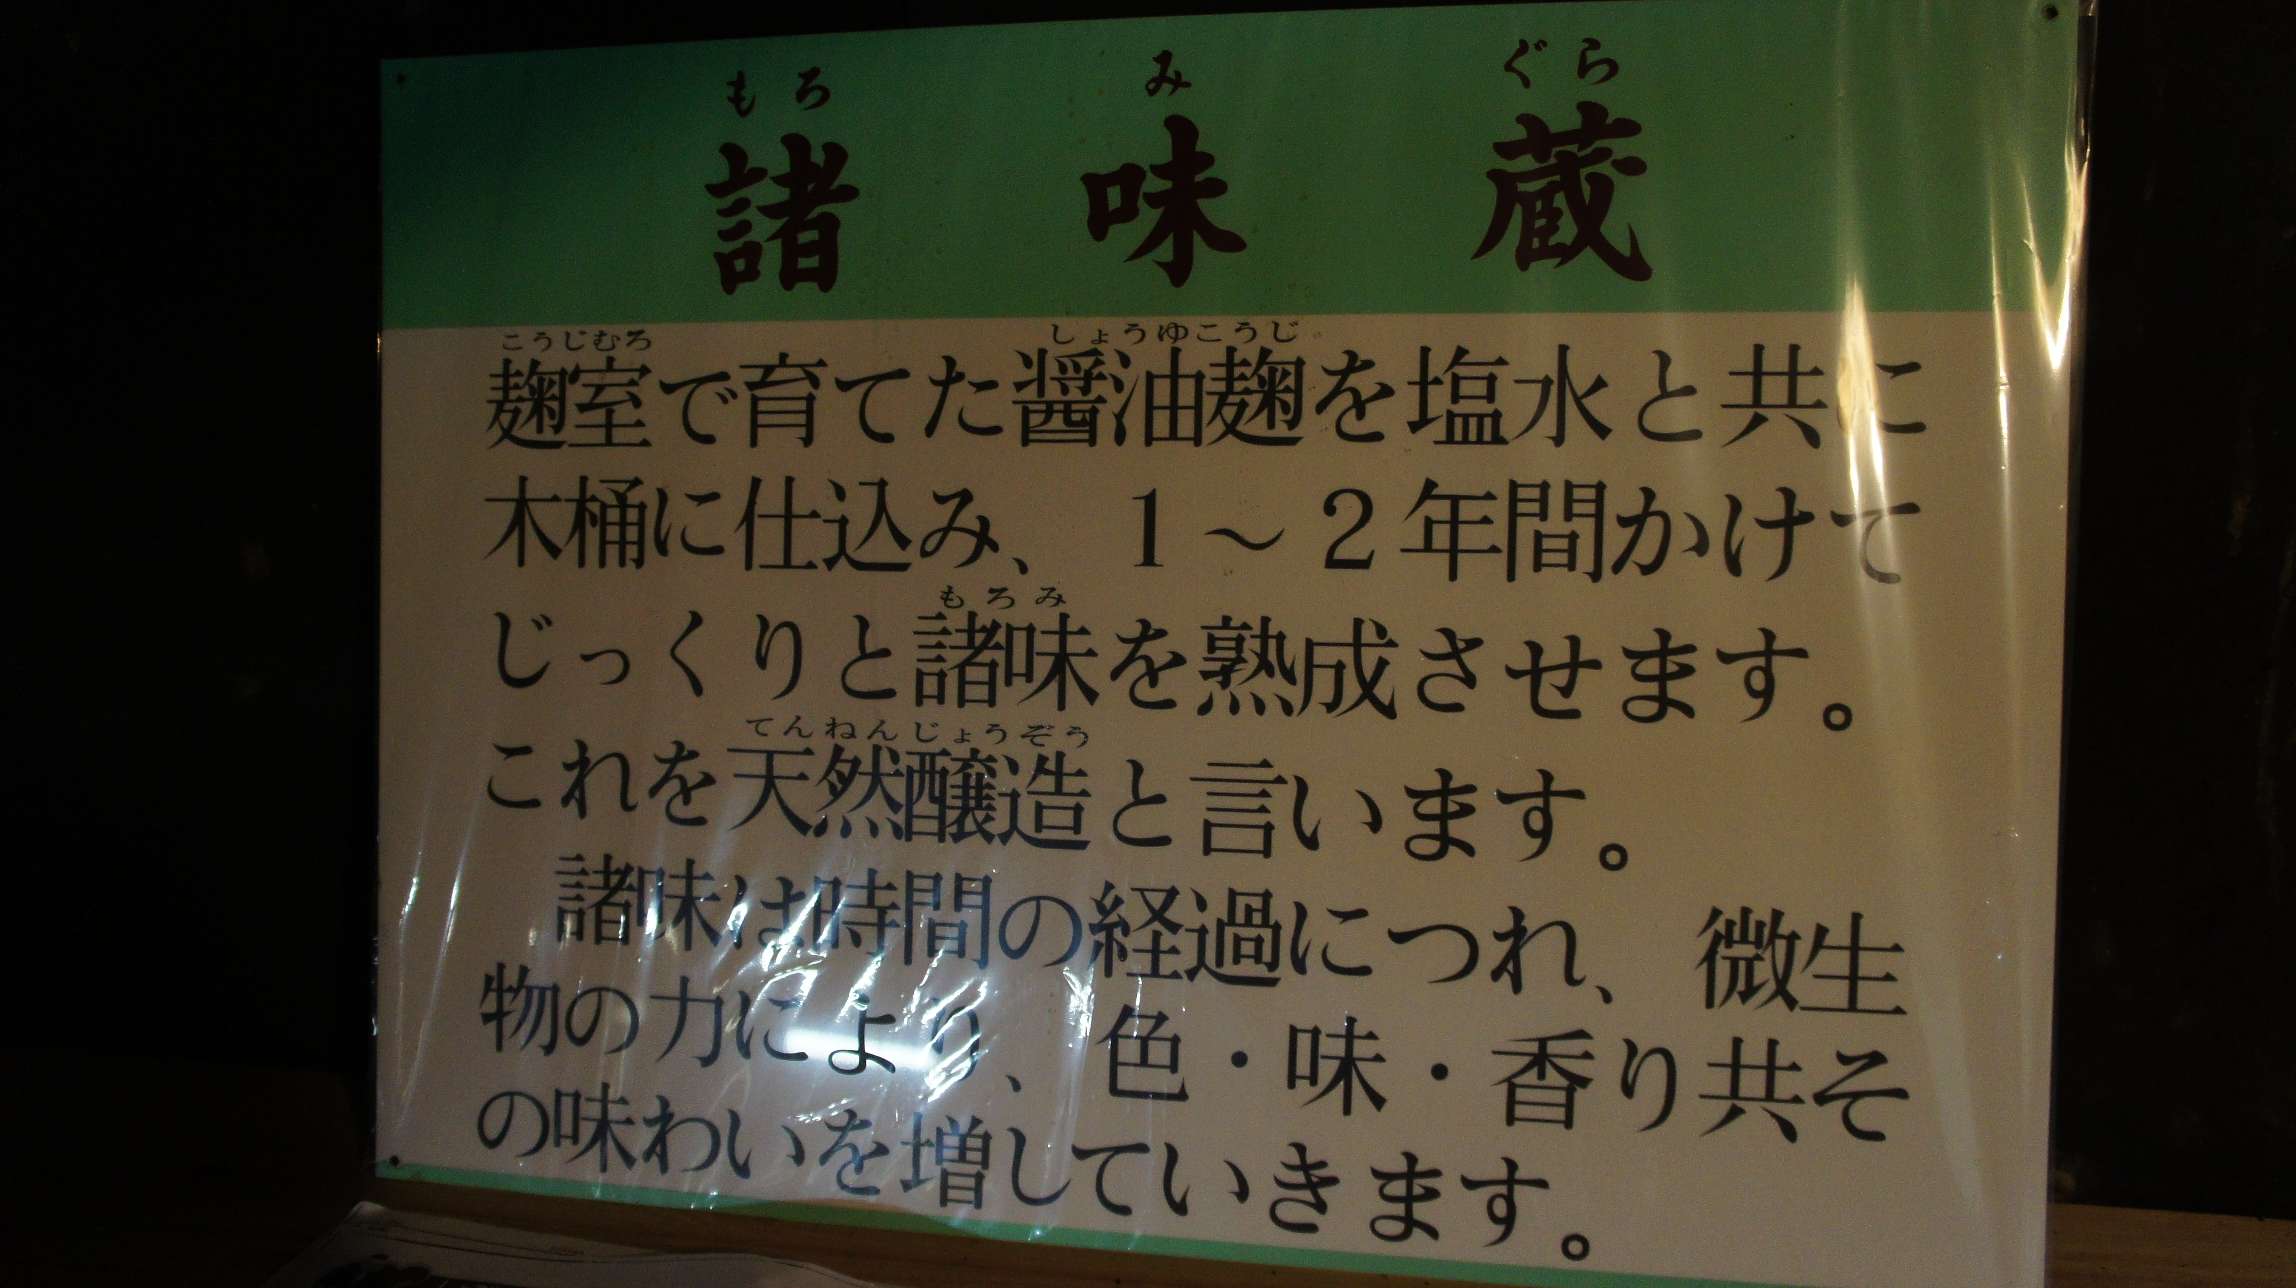 もろ み ぐら
諸味蔵
こうじむろ しょうゆこうじ
麹室で育てた醤油麹を塩水と共に
木桶に仕込み、１～２年間かけて
もろみ
じっくりと諸味を熟成させます。
てんねんじょうぞう
これを天然醸造と言います。
諸味は時間の経過につれ、微生
物の力により、色・味・香り共そ
の味わいを増していきます。